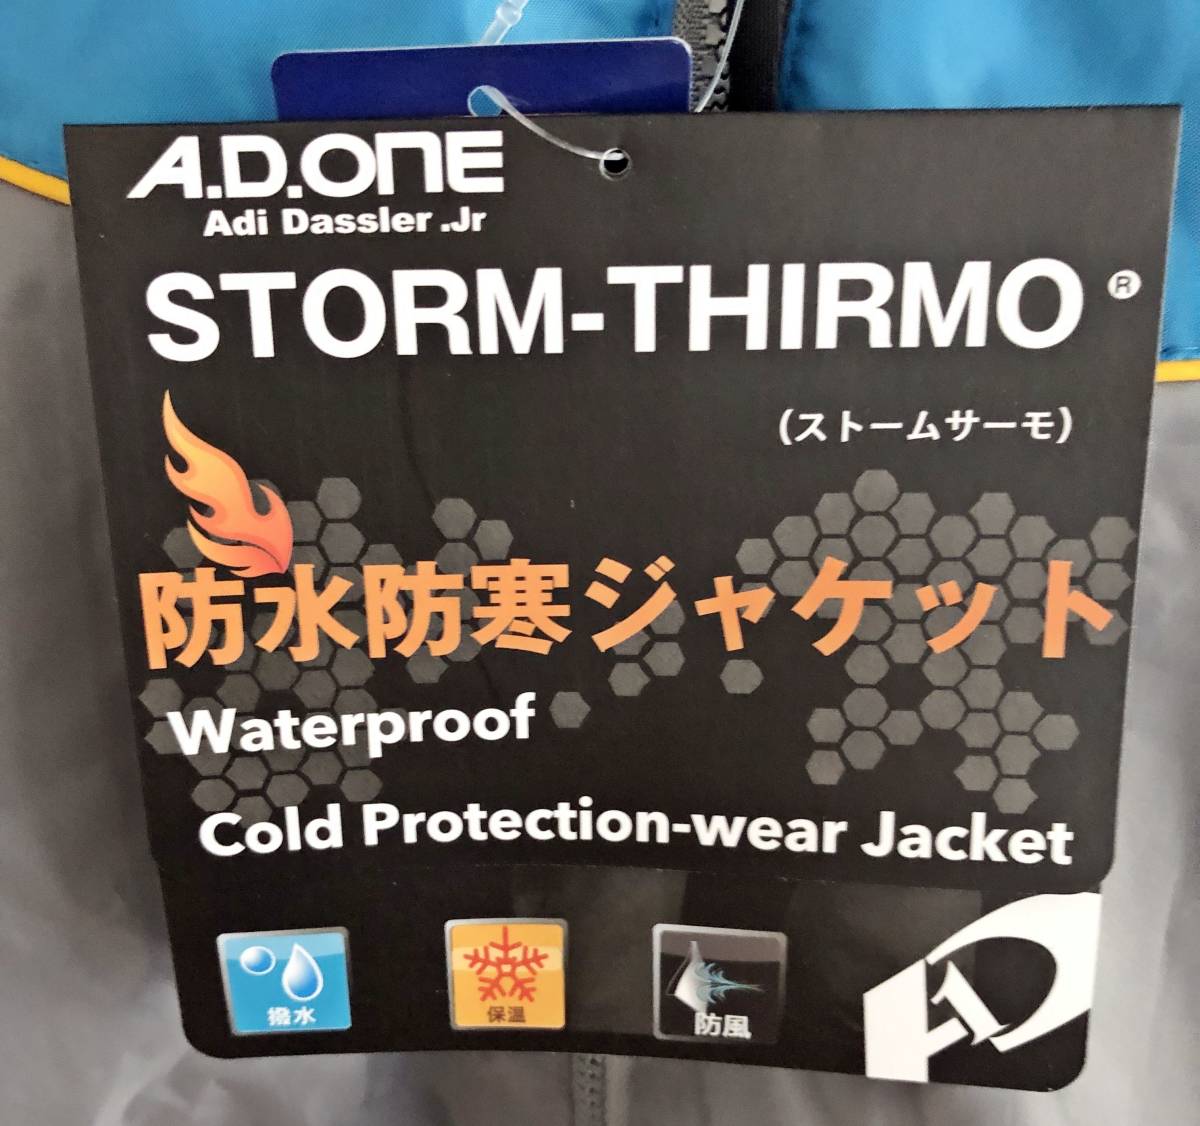 A.D.ONE
Adi Dassler.Jr
STORM-THIRMO®
(ストームサーモ)
防水防寒ジャケット
Waterproof
Cold Protection-wear Jacket
撥水
保温
防風